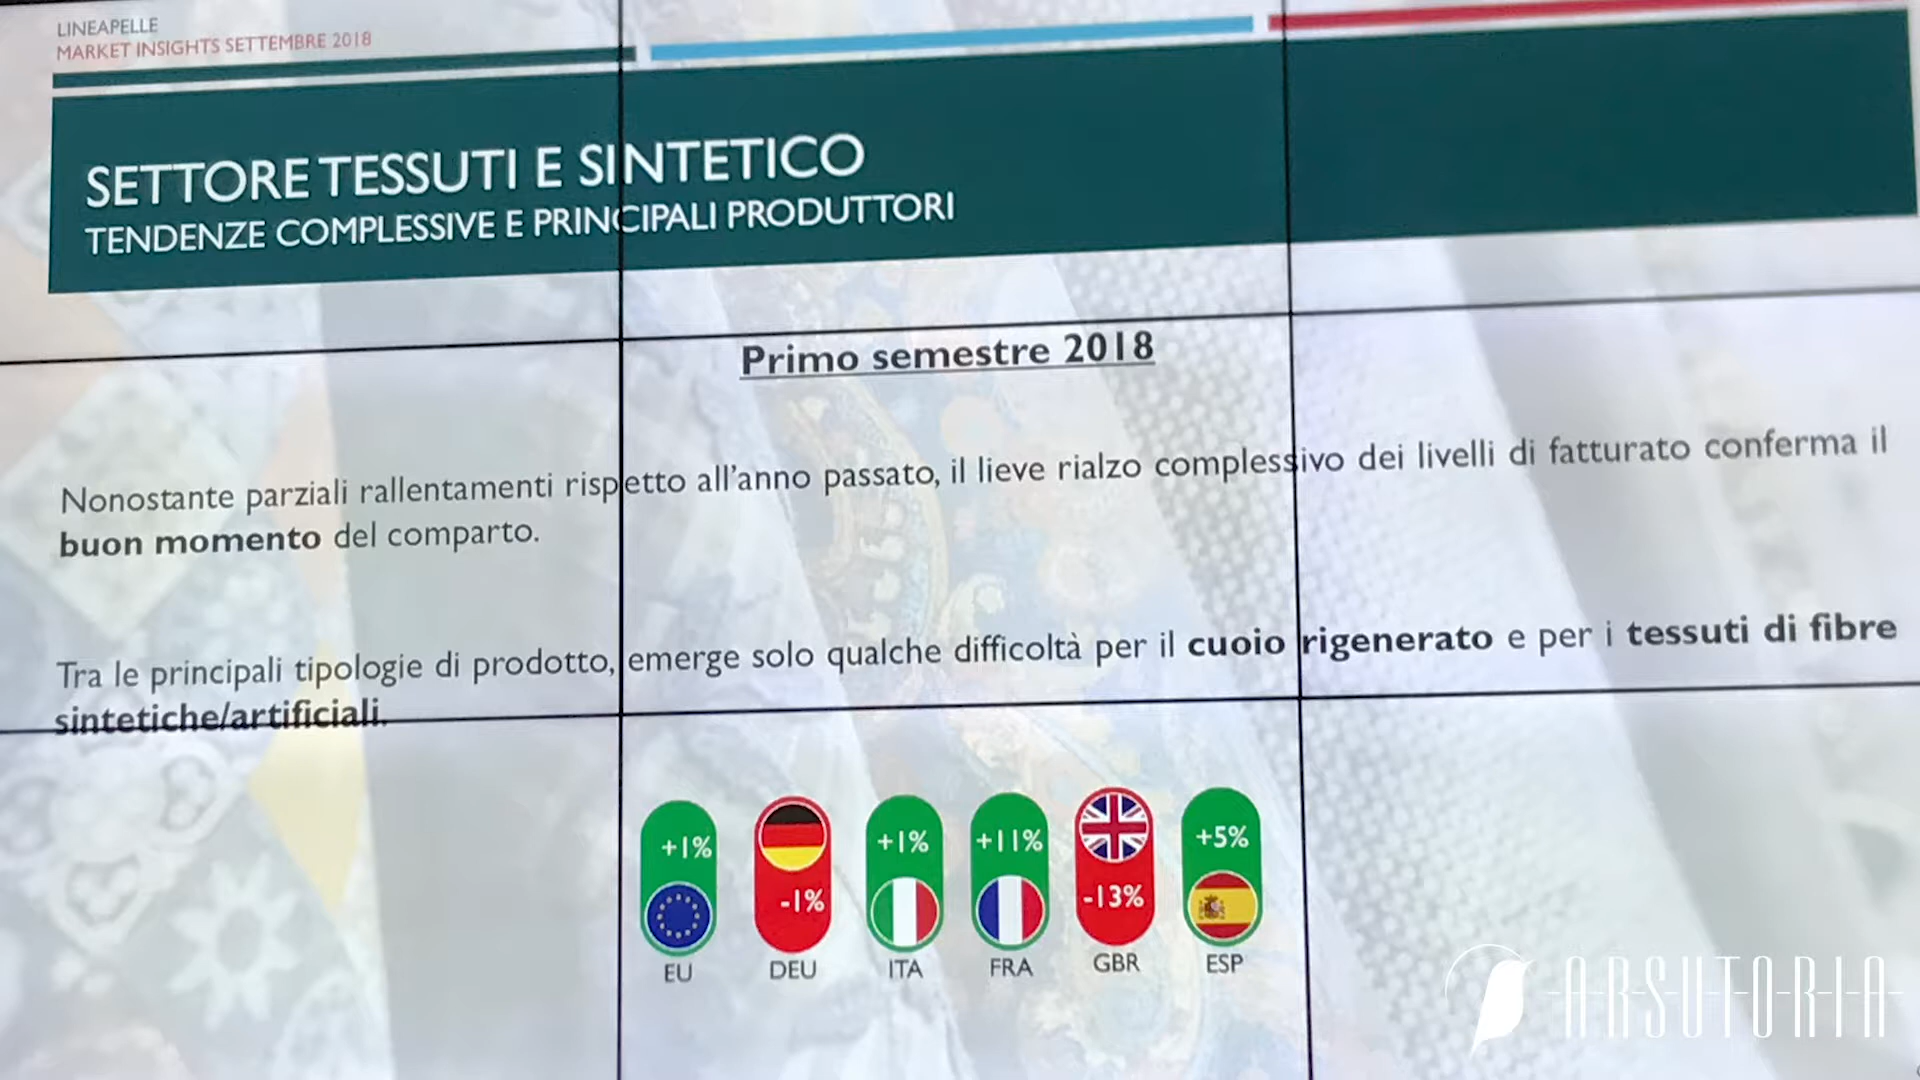 LINEAPELLE
MARKET INSIGHTS SETTEMBRE 2018
SETTORE TESSUTI E SINTETICO
TENDENZE COMPLESSIVE E PRINCIPALI PRODUTTORI
Primo semestre 2018
Nonostante parziali rallentamenti rispetto all'anno passato, il lieve rialzo complessivo dei livelli di fatturato conferma il
buon momento del comparto.
Tra le principali tipologie di prodotto, emerge solo qualche difficoltà per il cuoio rigenerato e per i tessuti di fibre
sintetiche/artificiali.
+1% +1% +11% +5%
-1% -13%
EU DEU ITA FRA GBR ESP
ARSUTORIA